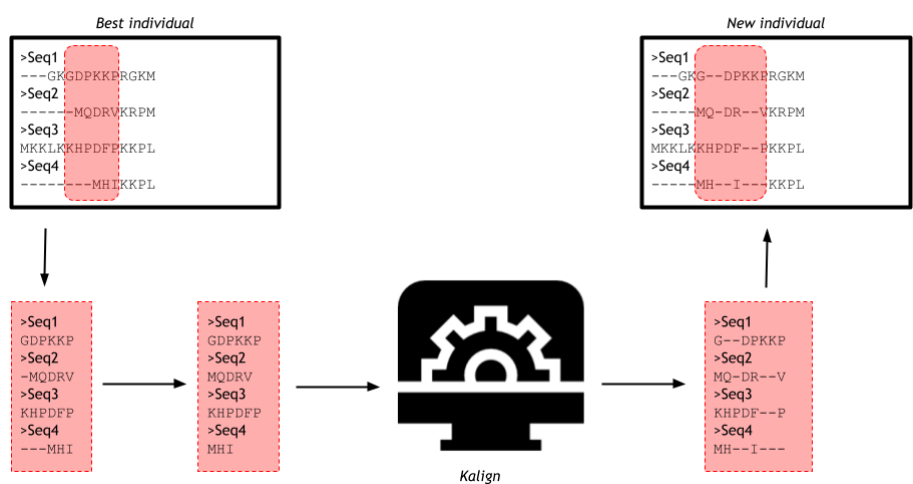 Best individual
>Seq1
---GKGDPKKPRGKM
>Seq2
------MQDRVKRPM
>Seq3
MKKLKKHPDFPKKPL
>Seq4
--------MHIKKPL
New individual
>Seq1
---GKG--DPKKPRGKM
>Seq2
-----MQ-DR--VKRPM
>Seq3
MKKLKKHPDF--PKKPL
>Seq4
-----MH--I---KKPL
>Seq1
GDPKKP
>Seq2
-MQDRV
>Seq3
KHPDFP
>Seq4
---MHI
>Seq1
GDPKKP
>Seq2
MQDRV
>Seq3
KHPDFP
>Seq4
MHI
Kalign
>Seq1
G--DPKKP
>Seq2
MQ-DR--V
>Seq3
KHPDF--P
>Seq4
MH--I---